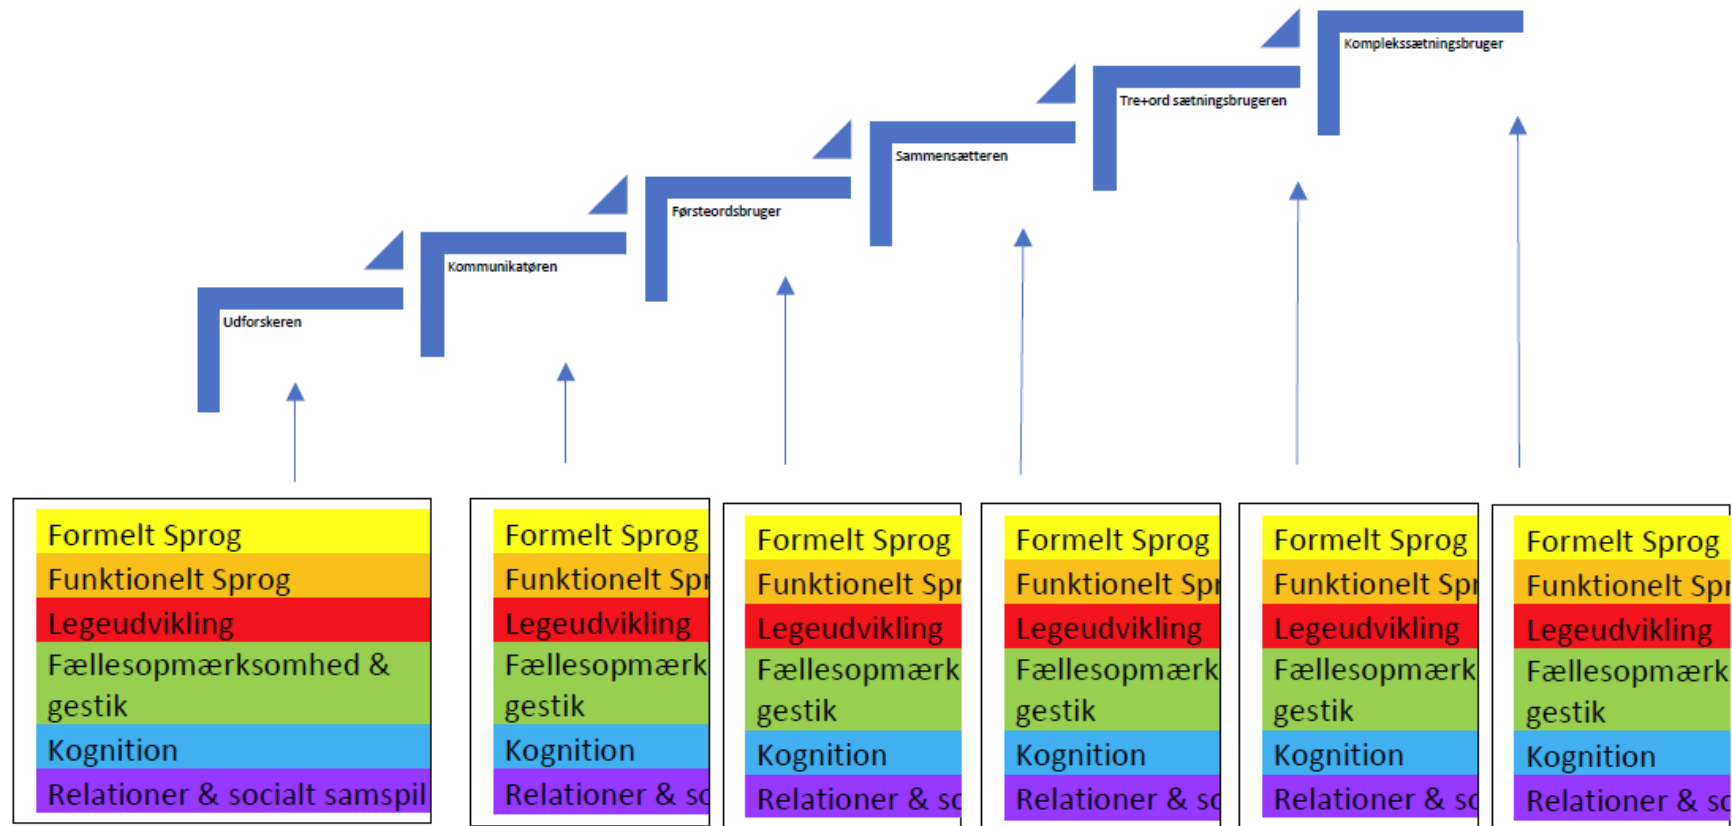 Komplekssætningsbruger
Tre+ord sætningsbrugeren
Sammensætteren
Førsteordsbruger
Kommunikatøren
Udforskeren
Formelt Sprog
Funktionelt Sprog
Legeudvikling
Fællesopmærksomhed &
gestik
Kognition
Relationer & socialt samspil
Formelt Sprog
Funktionelt Spr
Legeudvikling
Fællesopmærk
gestik
Kognition
Relationer & so
Formelt Sprog
Funktionelt Spr
Legeudvikling
Fællesopmærk
gestik
Kognition
Relationer & so
Formelt Sprog
Funktionelt Spr
Legeudvikling
Fællesopmærk
gestik
Kognition
Relationer & so
Formelt Sprog
Funktionelt Spr
Legeudvikling
Fællesopmærk
gestik
Kognition
Relationer & so
Formelt Sprog
Funktionelt Spr
Legeudvikling
Fællesopmærk
gestik
Kognition
Relationer & so